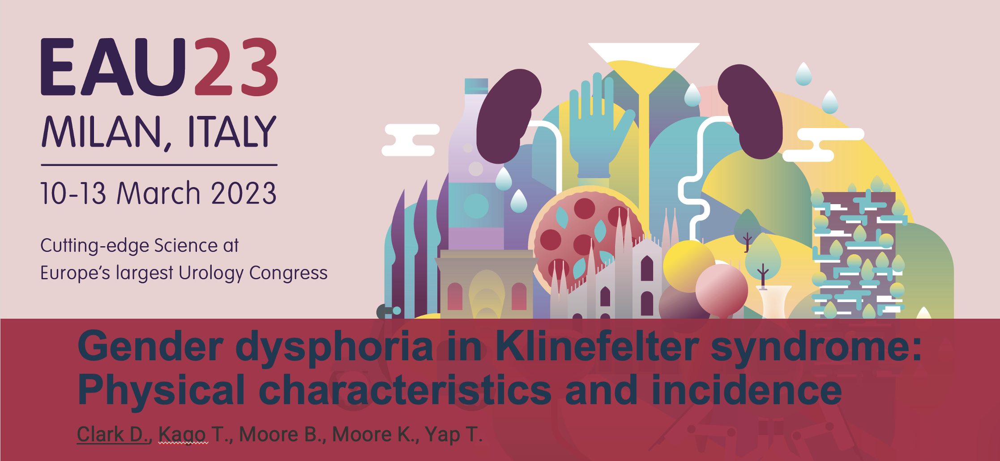 EAU23
MILAN, ITALY
10-13 March 2023
Cutting-edge Science at
Europe's largest Urology Congress
Gender dysphoria in Klinefelter syndrome:
Physical characteristics and incidence
Clark D., Kago T., Moore B., Moore K., Yap T.